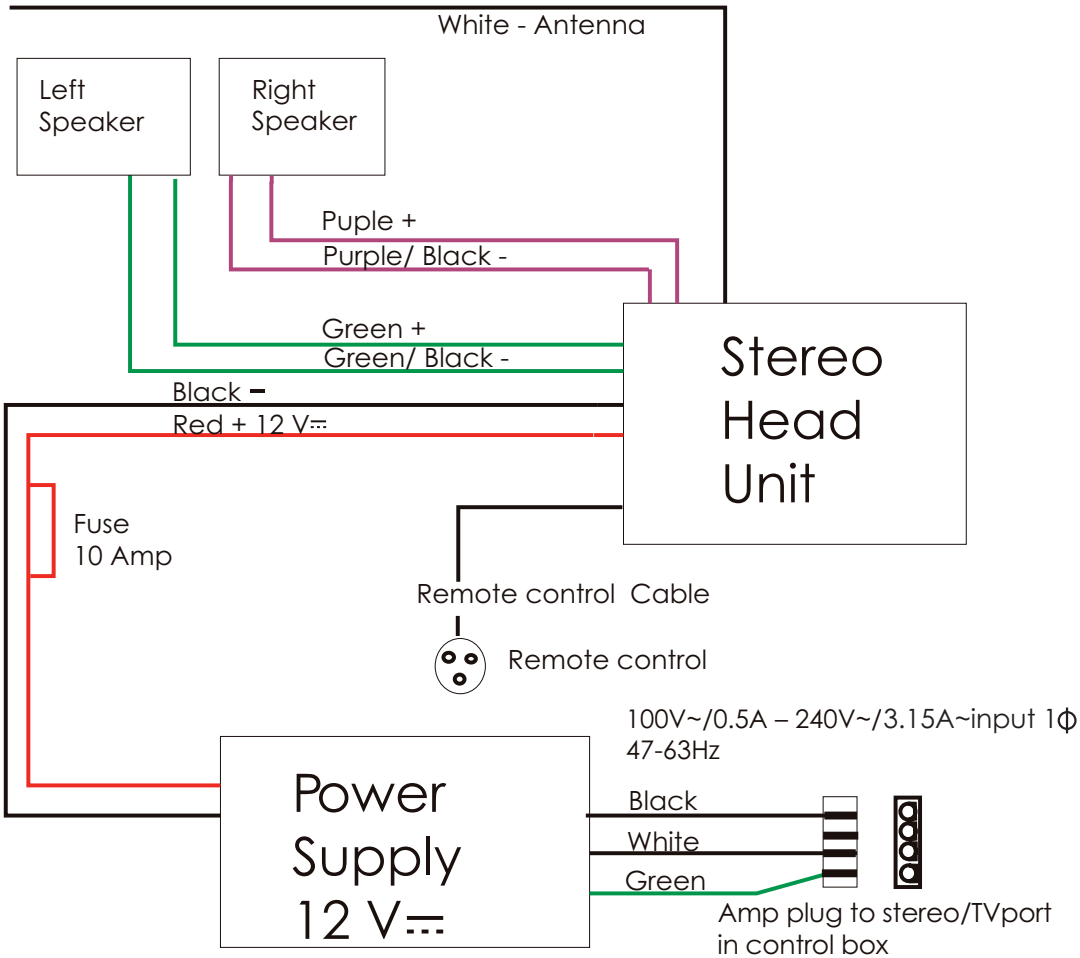 White - Antenna
Left
Speaker
Right
Speaker
Puple +
Purple/ Black -
Green +
Green/ Black -
Black –
Red + 12 V⎓
Stereo
Head
Unit
Fuse
10 Amp
Remote control  Cable
Remote control
100V~/0.5A – 240V~/3.15A~input 1ϕ
47-63Hz
Power
Supply
12 V⎓
Black
White
Green
Amp plug to stereo/TVport
in control box